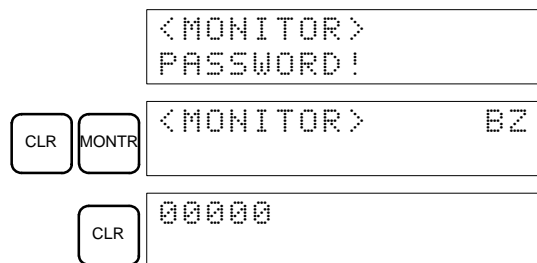 <MONITOR>
PASSWORD!
CLR MONTR <MONITOR> BZ
CLR 00000